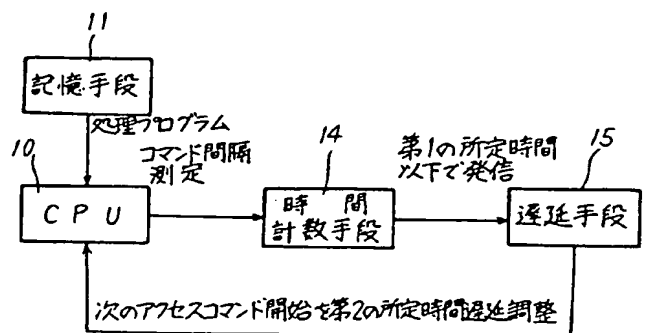 11
記憶手段
処理プログラム
10
コマンド間隔
測定
CPU
14
時間
計数手段
第1の所定時間
以下で発信
15
遅延手段
次のアクセスコマンド開始を第2の所定時間遅延調整